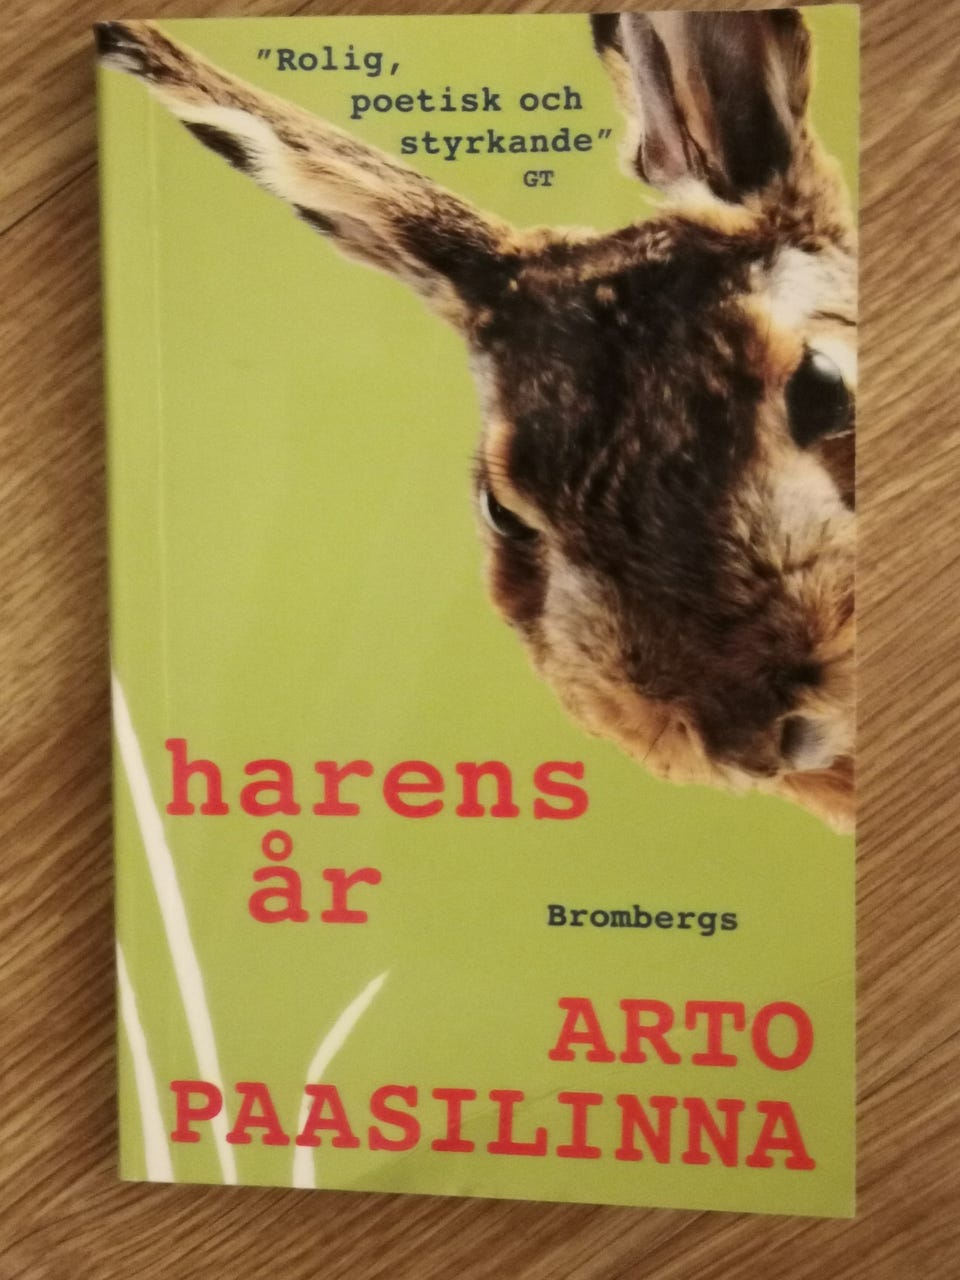 ”Rolig,
poetisk och
styrkande”
GT
harens
år
Brombergs
ARTO
PAASILINNA